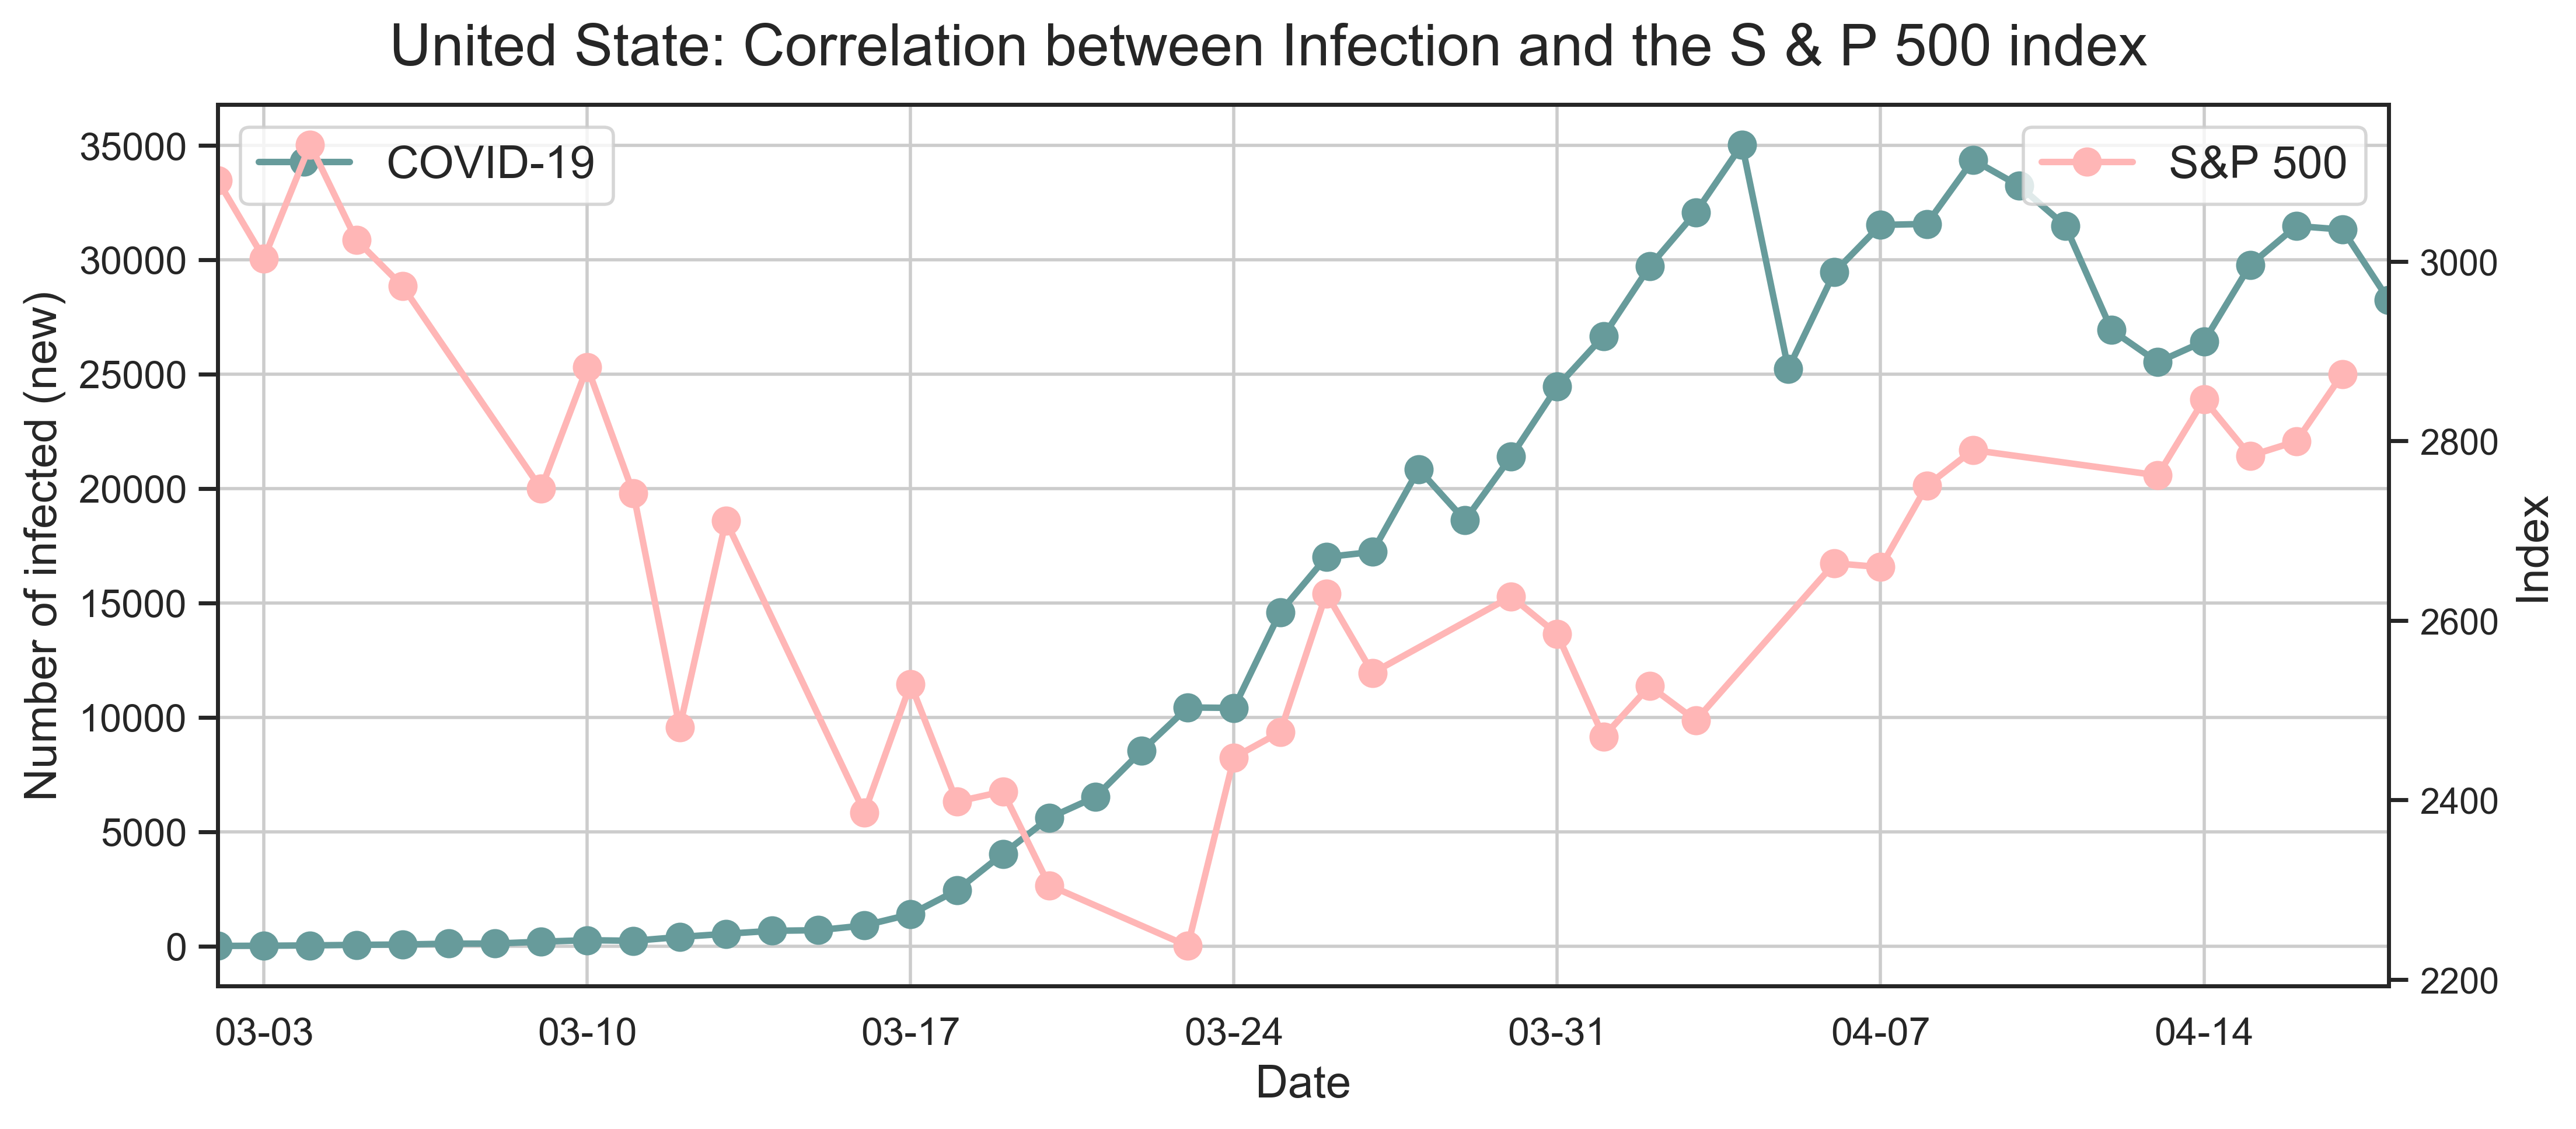 United State: Correlation between Infection and the S & P 500 index
COVID-19
S&P 500
Number of infected (new)
35000
30000
25000
20000
15000
10000
5000
0
3000
2800
2600
2400
2200
Index
03-03 03-10 03-17 03-24 03-31 04-07 04-14
Date